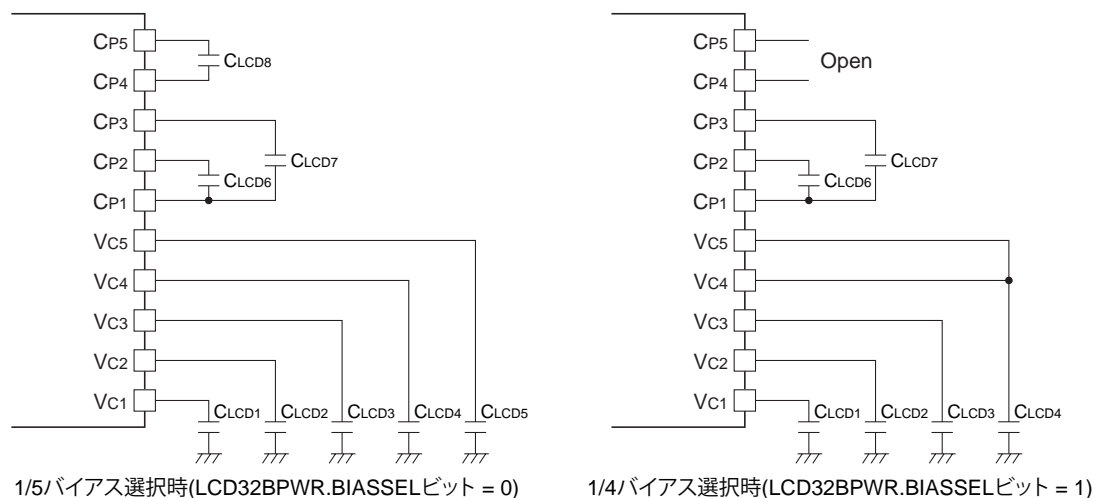 CP5
CP4
CP3
CP2
CP1
VC5
VC4
VC3
VC2
VC1
CLCD8
CLCD7
CLCD6
CLCD1
CLCD2
CLCD3
CLCD4
CLCD5
1/5バイアス選択時(LCD32BPWR.BIASSELビット = 0)
CP5
CP4
CP3
CP2
CP1
VC5
VC4
VC3
VC2
VC1
Open
CLCD7
CLCD6
CLCD1
CLCD2
CLCD3
CLCD4
1/4バイアス選択時(LCD32BPWR.BIASSELビット = 1)